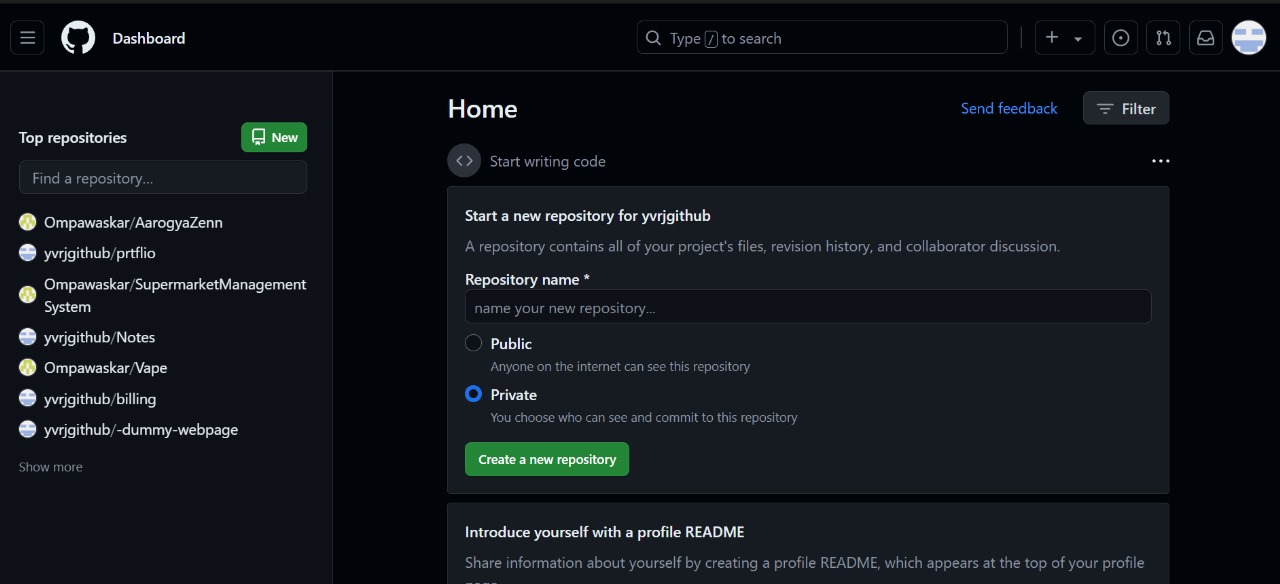 Dashboard
Type / to search
Top repositories
New
Find a repository...
Ompawaskar/AarogyaZenn
yvrjgithub/prtflio
Ompawaskar/SupermarketManagement
System
yvrjgithub/Notes
Ompawaskar/Vape
yvrjgithub/billing
yvrjgithub/-dummy-webpage
Show more
Home
Send feedback
Filter
Start writing code
Start a new repository for yvrjgithub
A repository contains all of your project's files, revision history, and collaborator discussion.
Repository name *
name your new repository...
Public
Anyone on the internet can see this repository
Private
You choose who can see and commit to this repository
Create a new repository
Introduce yourself with a profile README
Share information about yourself by creating a profile README, which appears at the top of your profile